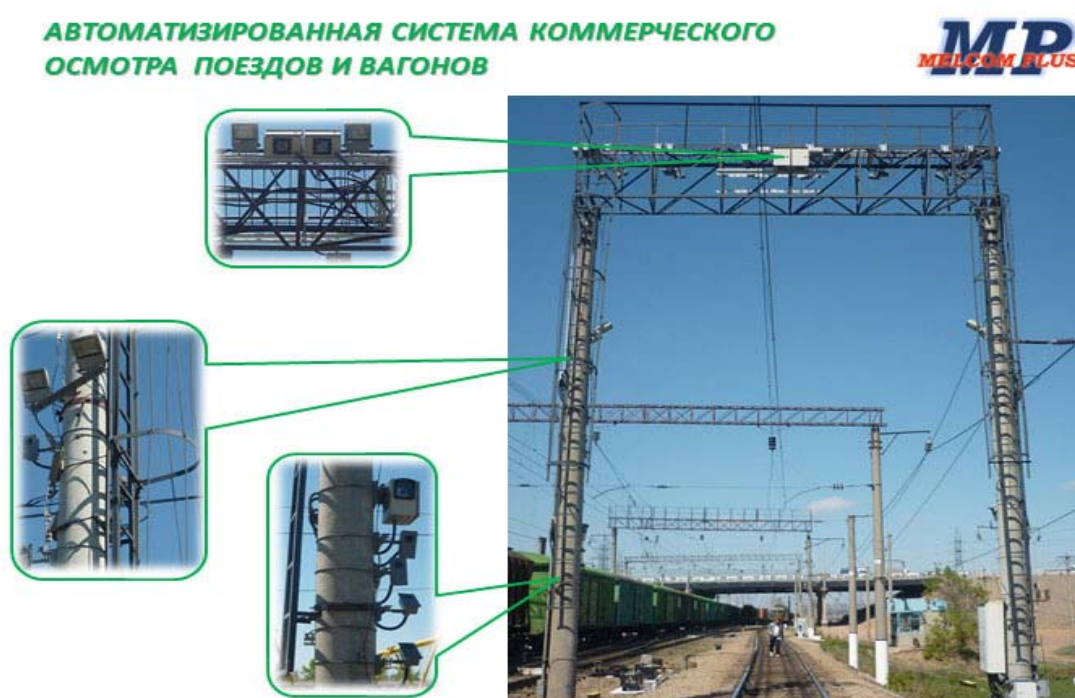 АВТОМАТИЗИРОВАННАЯ СИСТЕМА КОММЕРЧЕСКОГО
ОСМОТРА ПОЕЗДОВ И ВАГОНОВ
MP
MELCOM PLUS